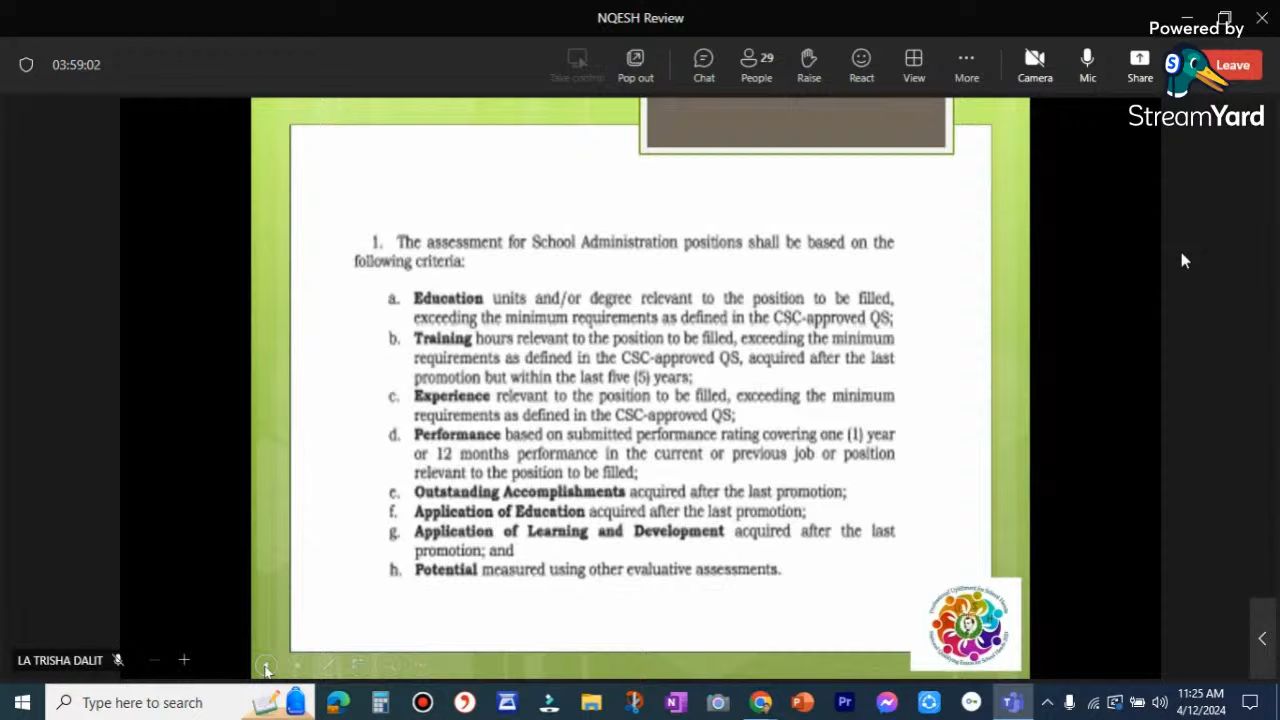 NQESH Review
Powered by
StreamYard
03:59:02
Take control
Pop out
Chat
29
People
Raise
React
View
More
Camera
Mic
Share
Leave
1. The assessment for School Administration positions shall be based on the
following criteria:
a. Education units and/or degree relevant to the position to be filled,
exceeding the minimum requirements as defined in the CSC-approved QS;
b. Training hours relevant to the position to be filled, exceeding the minimum
requirements as defined in the CSC-approved QS, acquired after the last
promotion but within the last five (5) years;
c. Experience relevant to the position to be filled, exceeding the minimum
requirements as defined in the CSC-approved QS;
d. Performance based on submitted performance rating covering one (1) year
or 12 months performance in the current or previous job or position
relevant to the position to be filled;
e. Outstanding Accomplishments acquired after the last promotion;
f. Application of Education acquired after the last promotion;
g. Application of Learning and Development acquired after the last
promotion; and
h. Potential measured using other evaluative assessments.
LA TRISHA DALIT
Type here to search
11:25 AM
4/12/2024